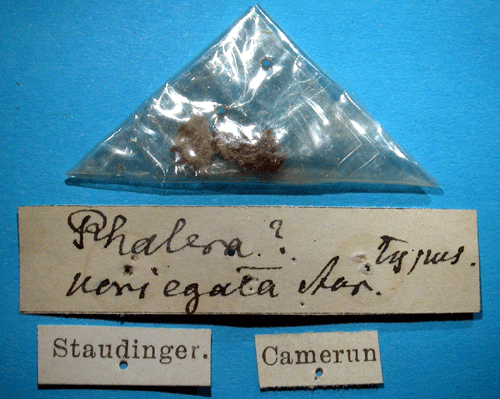 Phalera ?
variegata Aur. Typus.
Staudinger.
Camerun